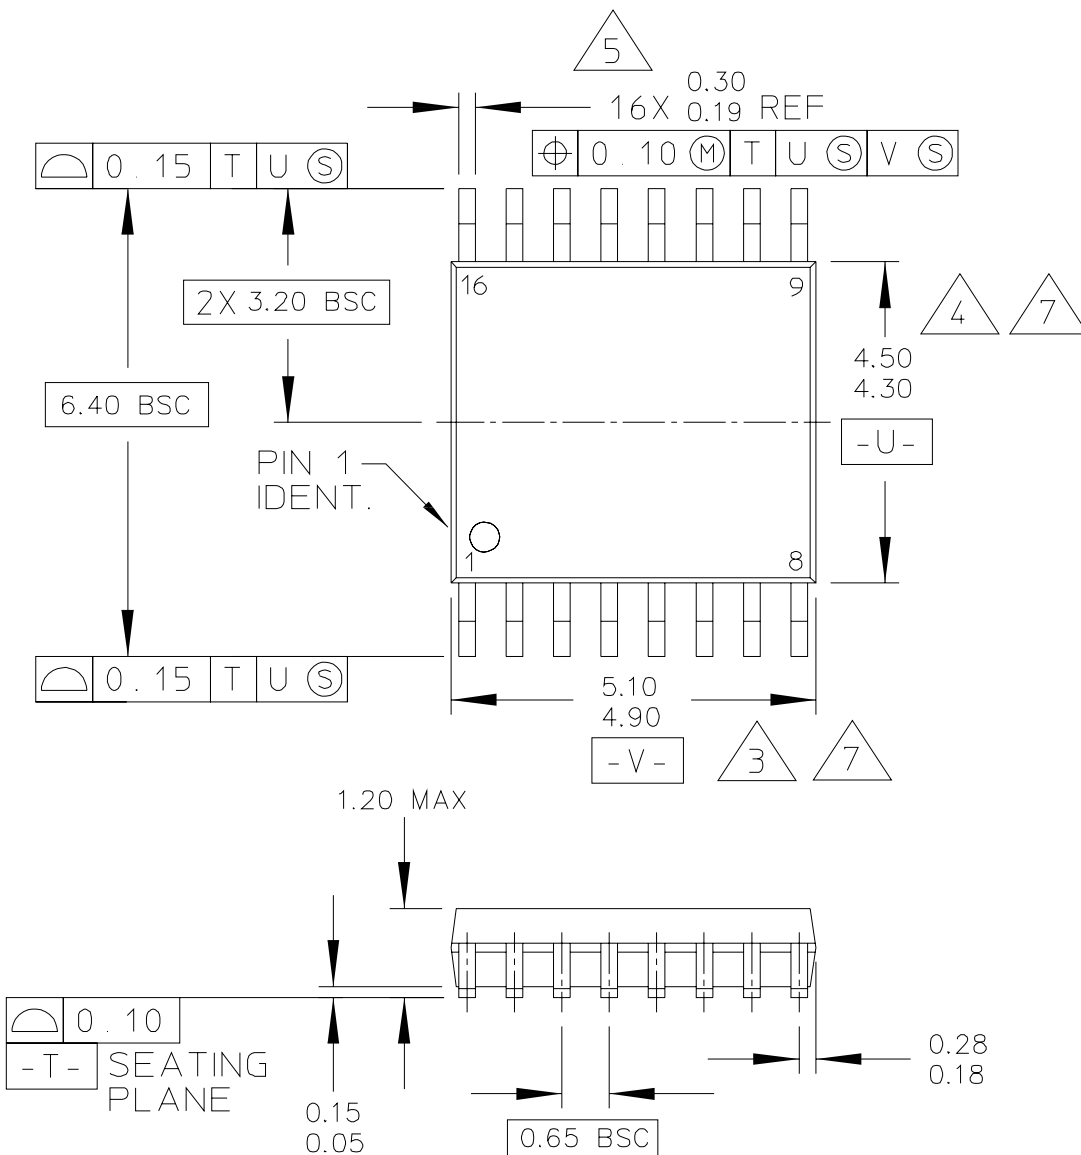 5
0.30
16X 0.19 REF
0.15 T U Ⓢ
⌖ 0.10 Ⓜ T U Ⓢ V Ⓢ
16 9
2X 3.20 BSC
4 7
4.50
4.30
6.40 BSC
-U-
PIN 1
IDENT.
1 8
0.15 T U Ⓢ
5.10
4.90
-V- 3 7
1.20 MAX
0.10
-T- SEATING
PLANE
0.28
0.18
0.15
0.05
0.65 BSC